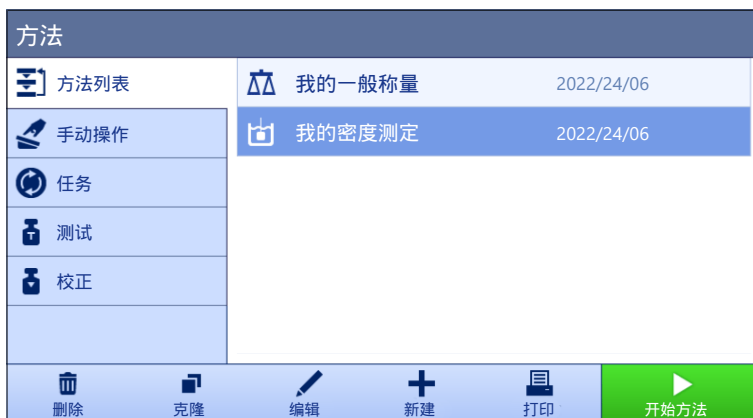 方法
方法列表
手动操作
任务
测试
校正
我的一般称量 2022/24/06
我的密度测定 2022/24/06
删除 克隆 编辑 新建 打印 开始方法